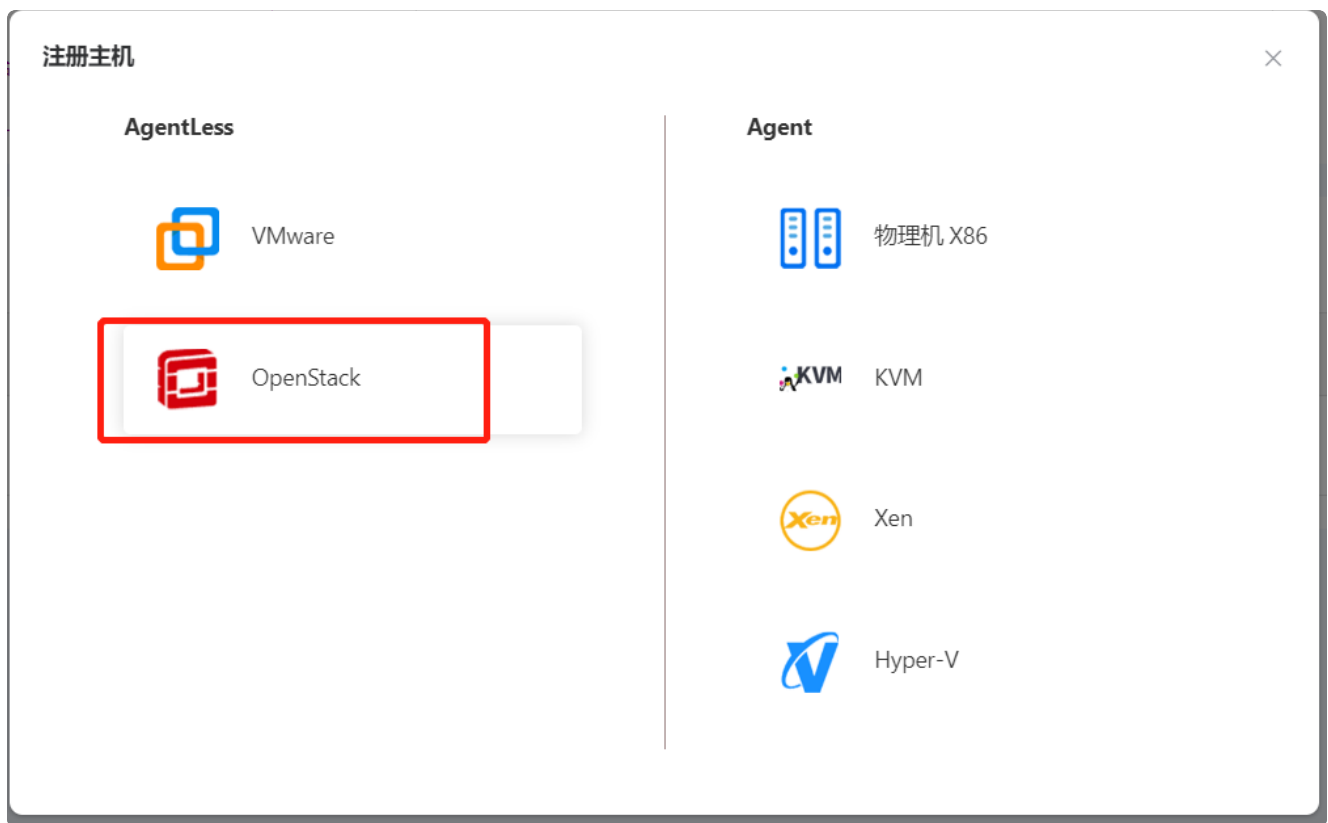 注册主机
AgentLess
VMware
OpenStack
Agent
物理机 X86
KVM
KVM
Xen
Xen
Hyper-V